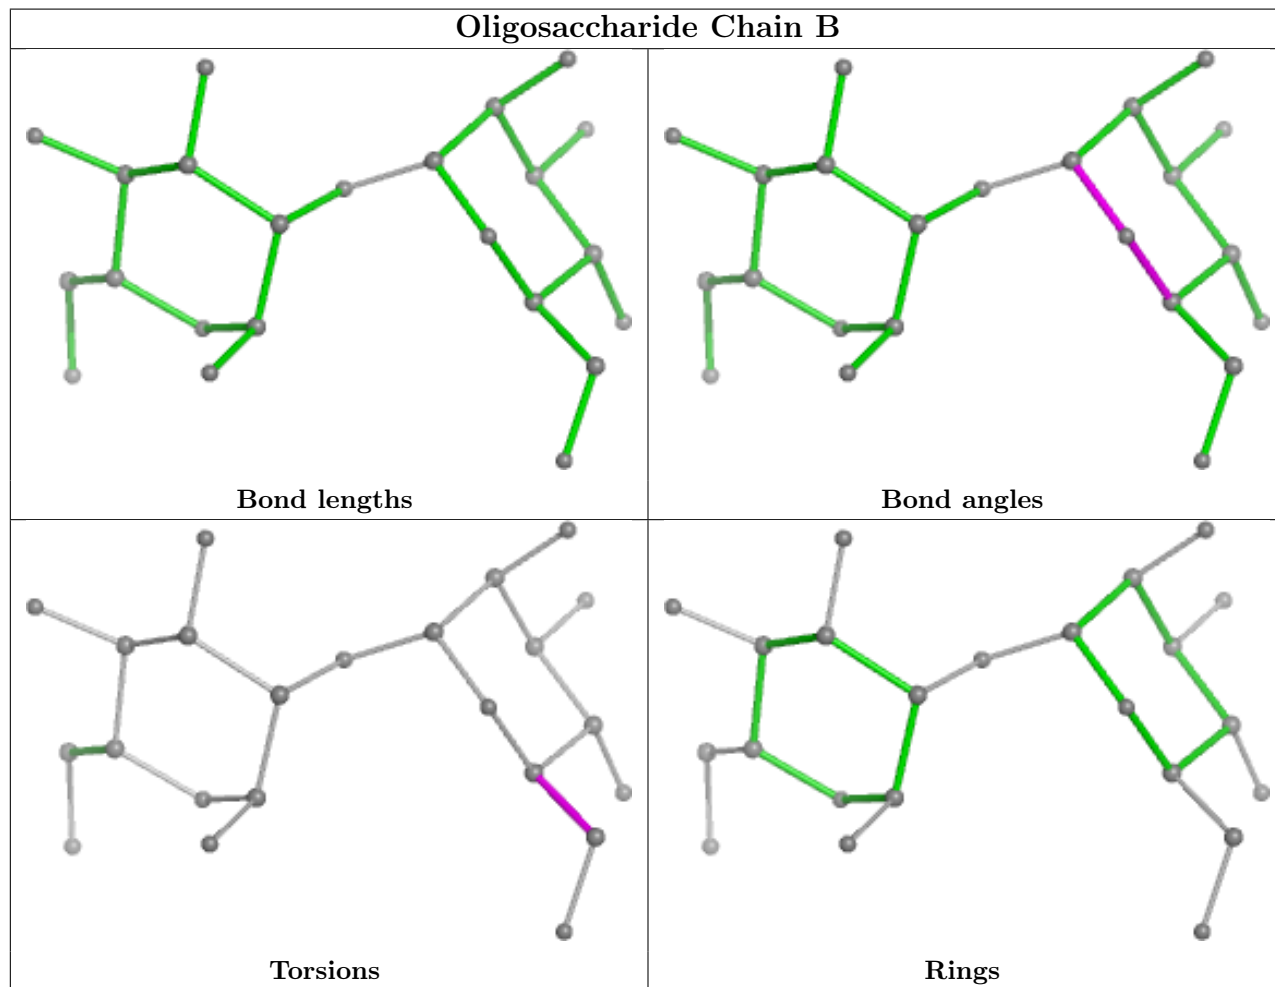 Oligosaccharide Chain B
Bond lengths
Bond angles
Torsions
Rings